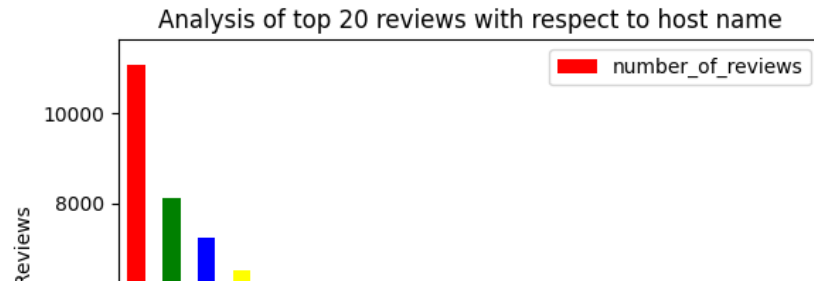 Analysis of top 20 reviews with respect to host name
number_of_reviews
10000
8000
Reviews